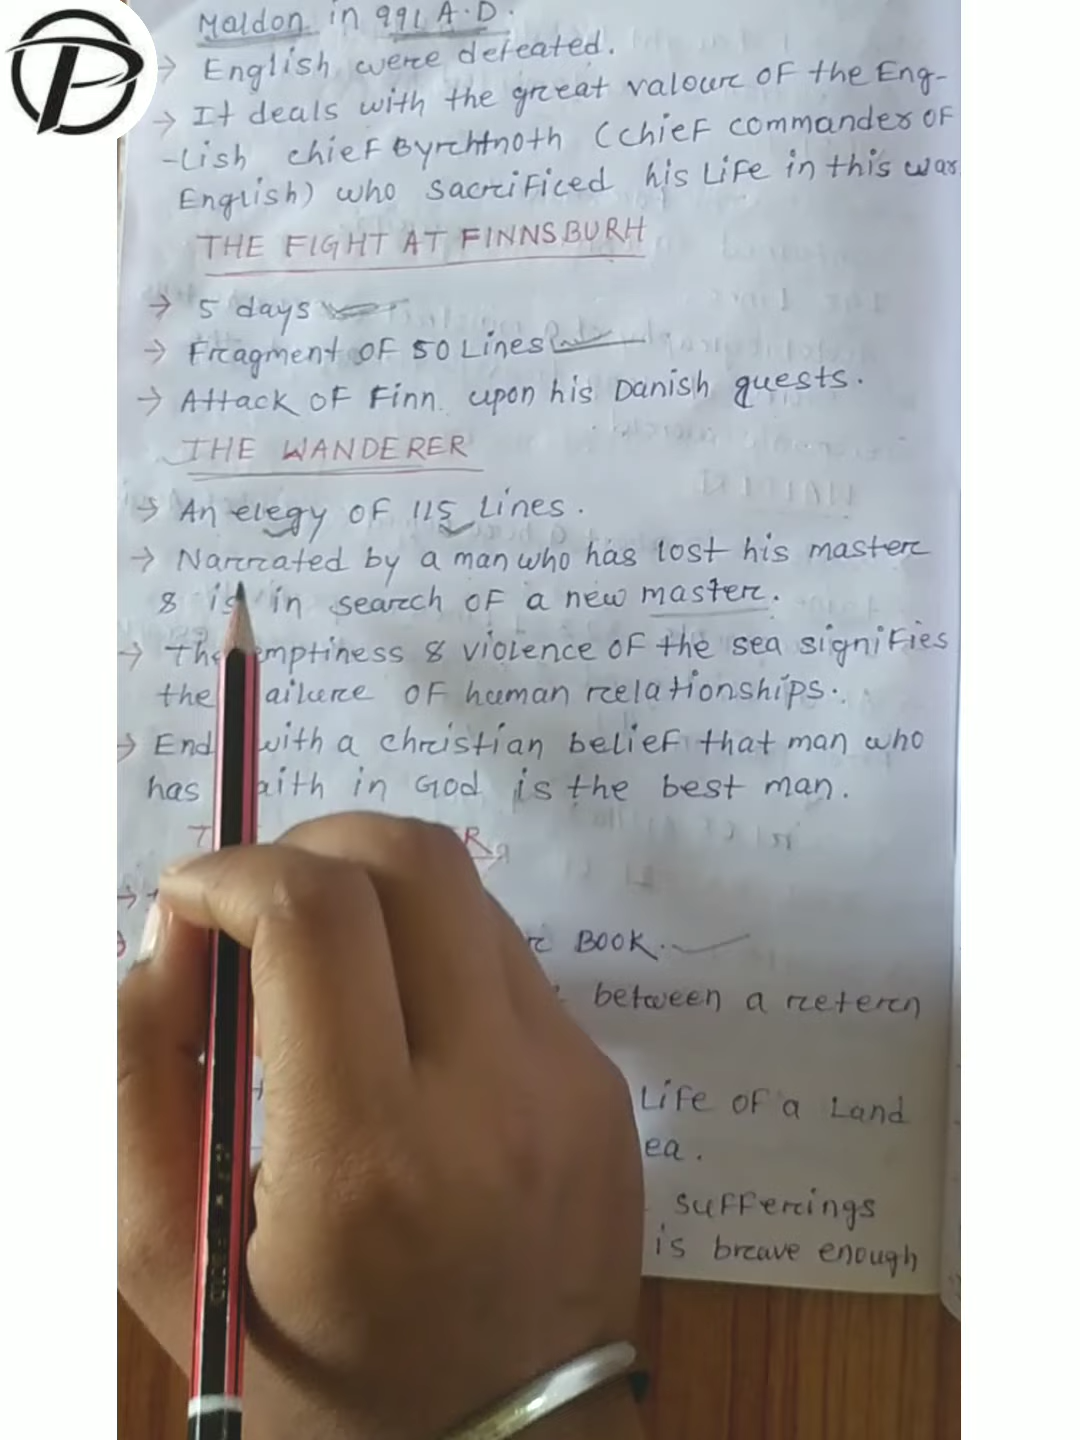 Maldon in 991 A.D.
→ English were defeated.
→ It deals with the great valour of the Eng-
-lish chief Byrchtnoth (chief commander of
English) who sacrificed his life in this war
THE FIGHT AT FINNSBURH
→ 5 days
→ Fragment of 50 Lines
→ Attack of Finn upon his Danish guests.
THE WANDERER
→ An elegy of 115 Lines.
→ Narrated by a man who has lost his master
& is in search of a new master.
→ The emptiness & violence of the sea signifies
the failure of human relationships.
→ End with a christian belief that man who
has faith in God is the best man.
BOOK.
between a retern
Life of a Land
ea.
sufferings
is brave enough